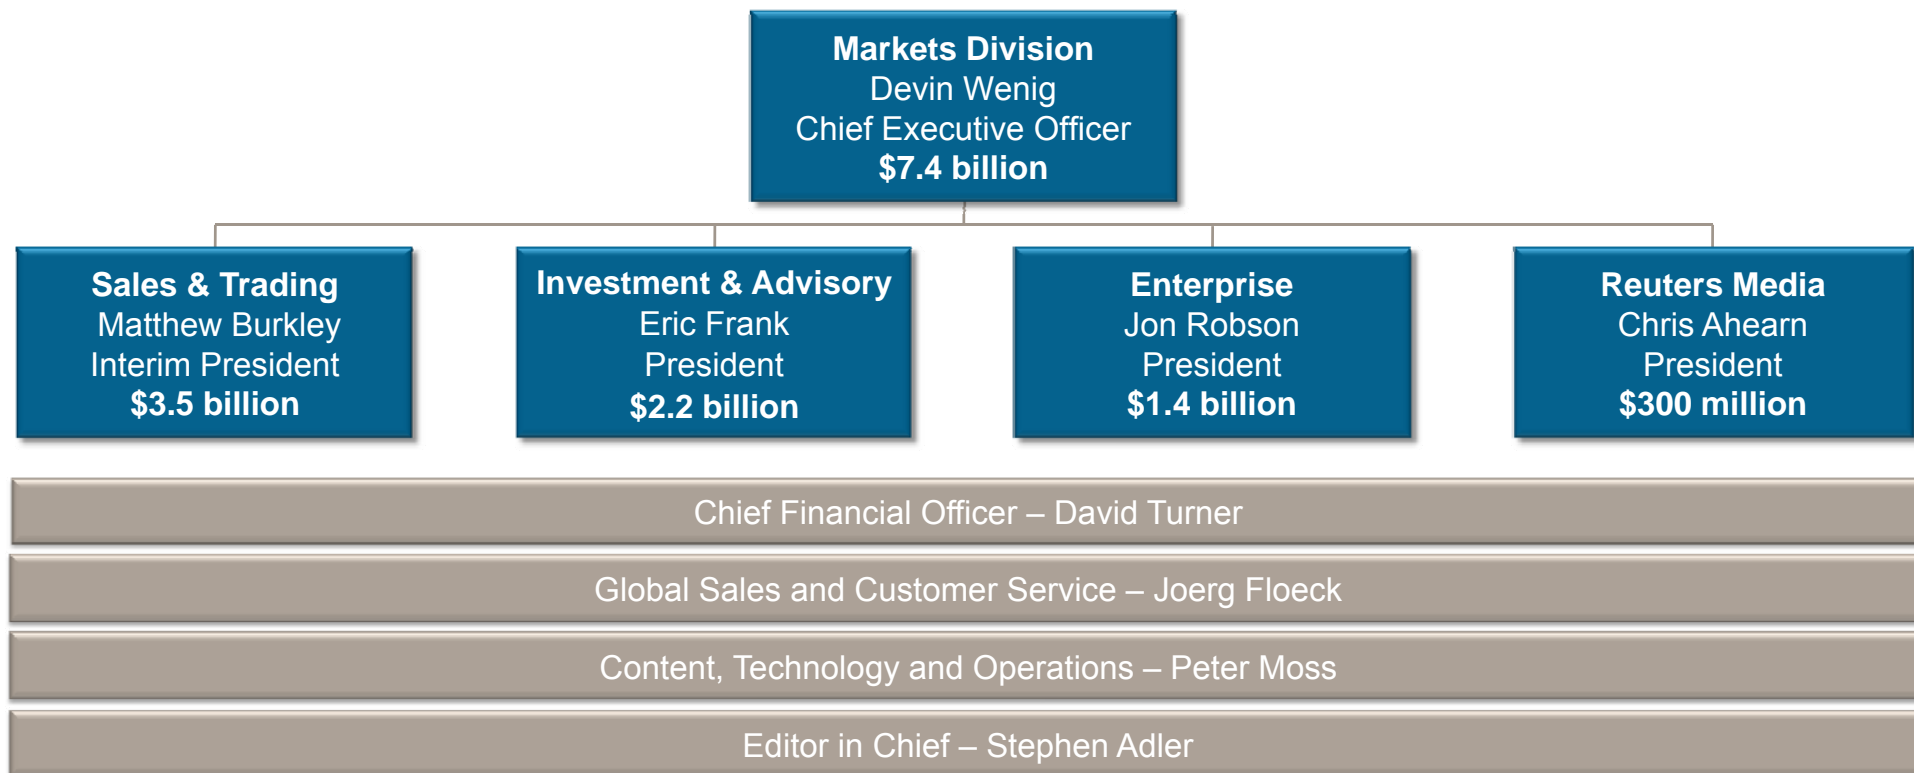 Markets Division
Devin Wenig
Chief Executive Officer
$7.4 billion
Sales & Trading
Matthew Burkley
Interim President
$3.5 billion
Investment & Advisory
Eric Frank
President
$2.2 billion
Enterprise
Jon Robson
President
$1.4 billion
Reuters Media
Chris Ahearn
President
$300 million
Chief Financial Officer – David Turner
Global Sales and Customer Service – Joerg Floeck
Content, Technology and Operations – Peter Moss
Editor in Chief – Stephen Adler